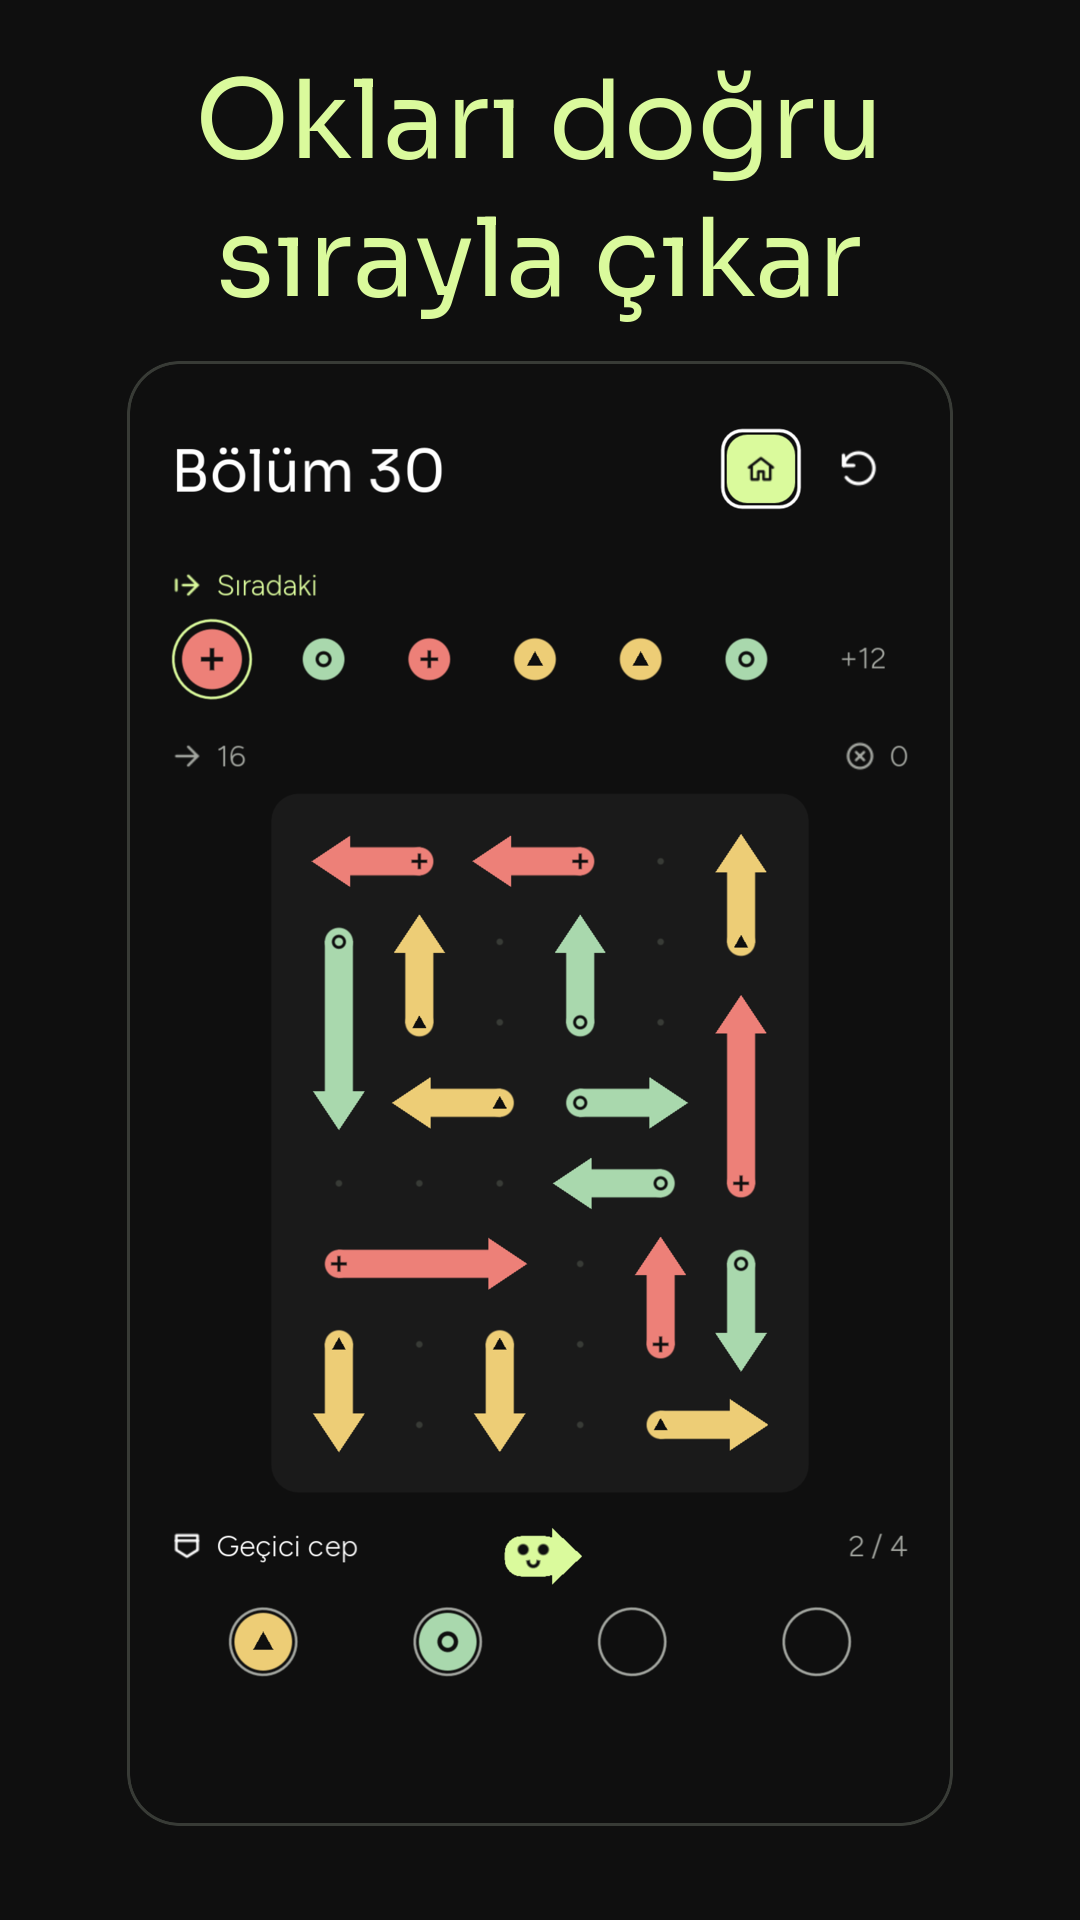 Okları doğru
sırayla çıkar
Bölüm 30
Sıradaki
+12
16
0
Geçici cep
2 / 4